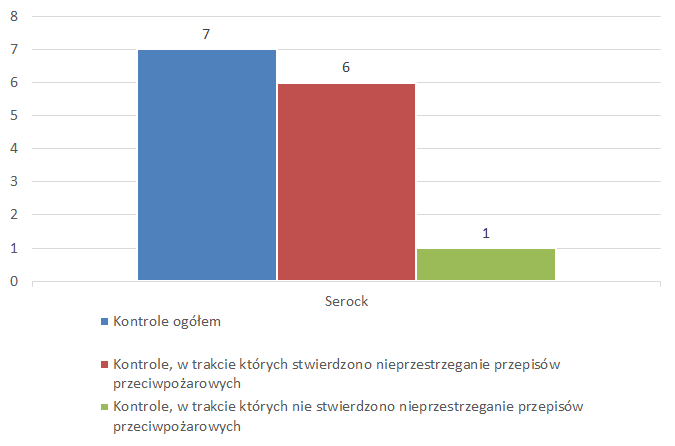 8
7
7
6
6
5
4
3
2
1
1
0
Serock
Kontrole ogółem
Kontrole, w trakcie których stwierdzono nieprzestrzeganie przepisów
przeciwpożarowych
Kontrole, w trakcie których nie stwierdzono nieprzestrzeganie przepisów
przeciwpożarowych